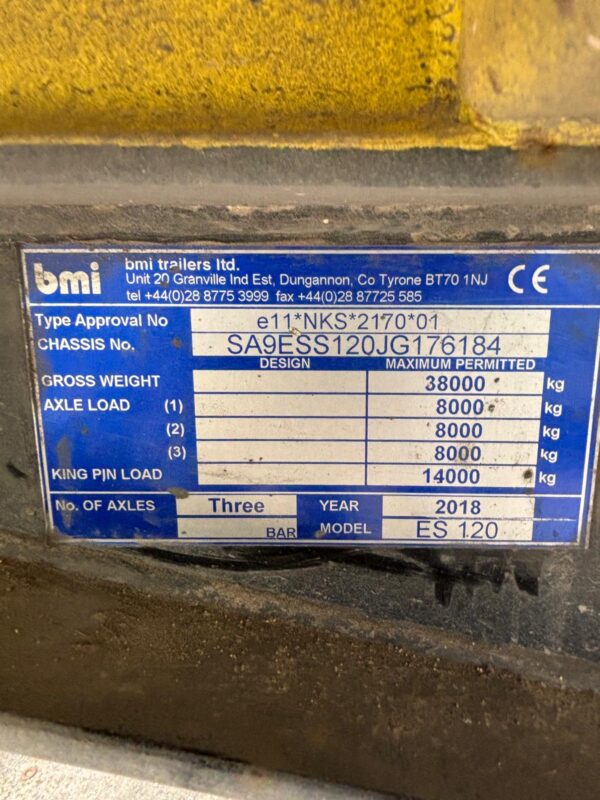 bmi
bmi trailers ltd.
Unit 20 Granville Ind Est, Dungannon, Co Tyrone BT70 1NJ
tel +44(0)28 8775 3999 fax +44(0)28 87725 585
CE
Type Approval No e11*NKS*2170*01
CHASSIS No. SA9ESS120JG176184
DESIGN MAXIMUM PERMITTED
GROSS WEIGHT 38000 kg
AXLE LOAD (1) 8000 kg
(2) 8000 kg
(3) 8000 kg
KING PIN LOAD 14000 kg
No. OF AXLES Three YEAR 2018
BAR MODEL ES 120